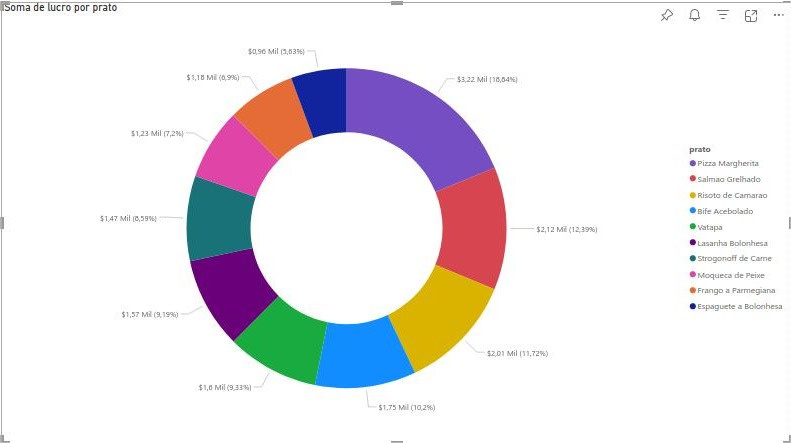 Soma de lucro por prato
$0,96 Mil (5,63%)
$1,18 Mil (6,9%)
$3,22 Mil (18,84%)
$1,23 Mil (7,2%)
$1,47 Mil (8,59%)
$2,12 Mil (12,39%)
$1,57 Mil (9,19%)
$2,01 Mil (11,72%)
$1,6 Mil (9,33%)
$1,75 Mil (10,2%)
prato
Pizza Margherita
Salmao Grelhado
Risoto de Camarao
Bife Acebolado
Vatapa
Lasanha Bolonhesa
Strogonoff de Carne
Moqueca de Peixe
Frango a Parmegiana
Espaguete a Bolonhesa